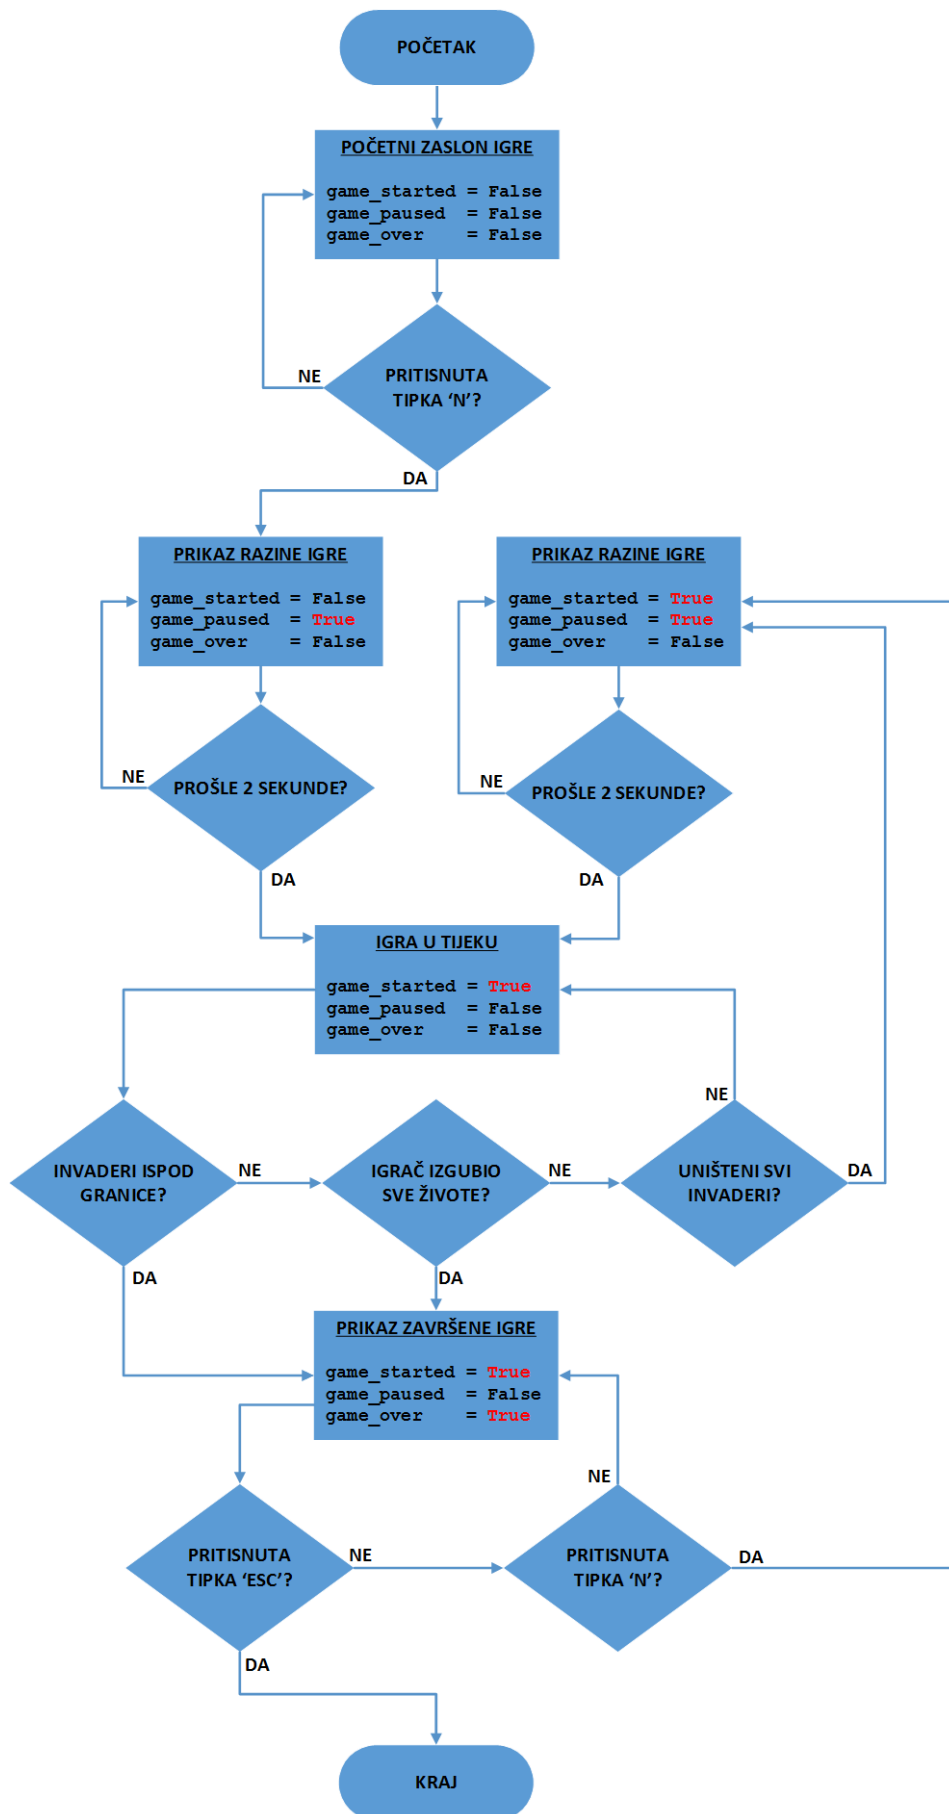 POČETAK
POČETNI ZASLON IGRE
game_started = False
game_paused  = False
game_over    = False
NE
PRITISNUTA
TIPKA ‘N’?
DA
PRIKAZ RAZINE IGRE
game_started = False
game_paused  = True
game_over    = False
PRIKAZ RAZINE IGRE
game_started = True
game_paused  = True
game_over    = False
NE
PROŠLE 2 SEKUNDE?
NE
PROŠLE 2 SEKUNDE?
DA
DA
IGRA U TIJEKU
game_started = True
game_paused  = False
game_over    = False
NE
INVADERI ISPOD
GRANICE?
NE
IGRAČ IZGUBIO
SVE ŽIVOTE?
NE
UNIŠTENI SVI
INVADERI?
DA
DA
DA
PRIKAZ ZAVRŠENE IGRE
game_started = True
game_paused  = False
game_over    = True
NE
PRITISNUTA
TIPKA ‘ESC’?
NE
PRITISNUTA
TIPKA ‘N’?
DA
DA
KRAJ